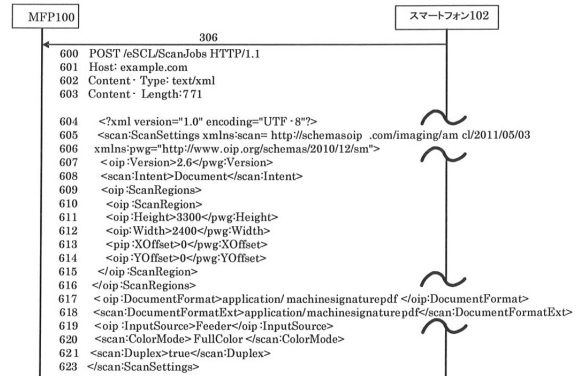 MFP100
スマートフォン102
306
600 POST /eSCL/ScanJobs HTTP/1.1
601 Host: example.com
602 Content- Type: text/xml
603 Content- Length:771
604 <?xml version="1.0" encoding="UTF -8"?>
605 <scan:ScanSettings xmlns:scan= http://schemasoip .com/imaging/am cl/2011/05/03
606 xmlns:pwg="http://www.oip.org/schemas/2010/12/sm">
607 <oip:Version>2.6</pwg:Version>
608 <scan:Intent>Document</scan:Intent>
609 <oip :ScanRegions>
610 <oip :ScanRegion>
611 <oip:Height>3300</pwg:Height>
612 <oip:Width>2400</pwg:Width>
613 <pip:XOffset>0</pwg:XOffset>
614 <oip:YOffset>0</pwg:YOffset>
615 </oip :ScanRegion>
616 </oip :ScanRegions>
617 < oip :DocumentFormat>application/ machinesignaturepdf </oip:DocumentFormat>
618 <scan:DocumentFormatExt>application/machinesignaturepdf</scan:DocumentFormatExt>
619 <oip :InputSource>Feeder</oip :InputSource>
620 <scan:ColorMode> FullColor </scan:ColorMode>
621 <scan:Duplex>true</scan:Duplex>
623 </scan:ScanSettings>